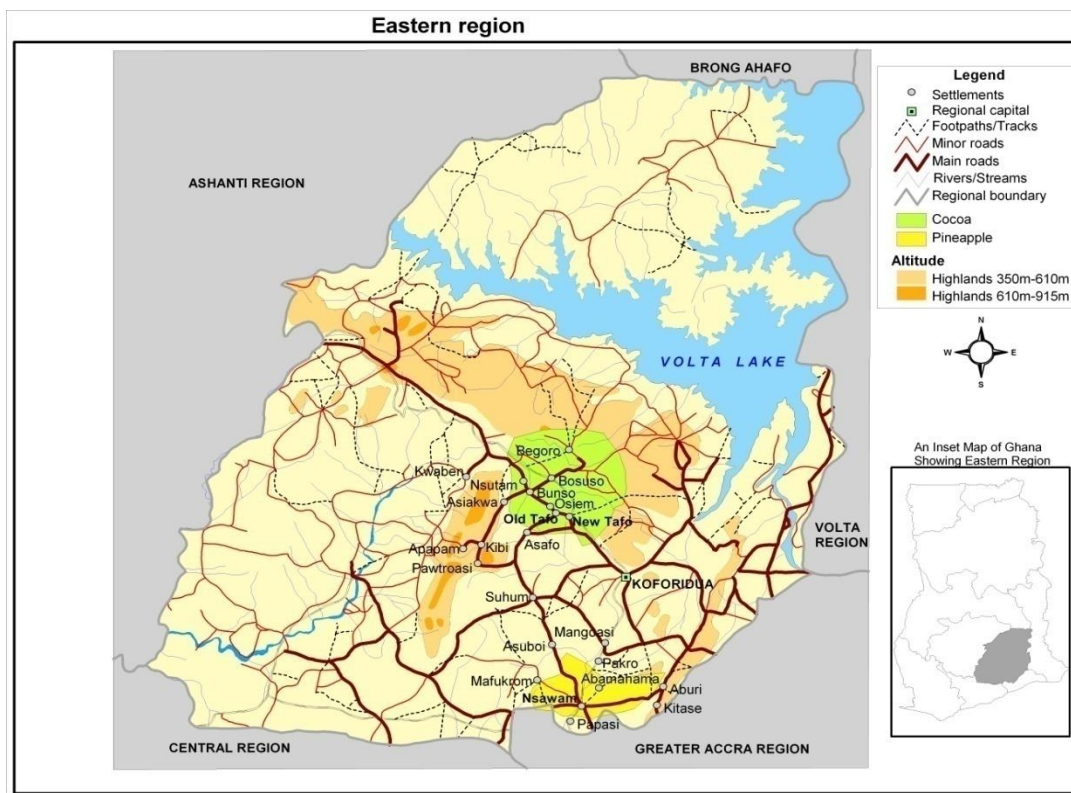 Eastern region
BRONG AHAFO
ASHANTI REGION
VOLTA LAKE
Begoro
Kwaben
Nsutam
Bosuso
Bunso
Asiakwa
Osiem
Old Tafo
New Tafo
Asafo
Apapam
Kibi
Pawtroasi
KOFORIDUA
Suhum
Mangoasi
Asuboi
Pakro
Mafukrom
Abamahama
Aburi
Nsawam
Kitase
Papasi
VOLTA
REGION
CENTRAL REGION
GREATER ACCRA REGION
Legend
Settlements
Regional capital
Footpaths/Tracks
Minor roads
Main roads
Rivers/Streams
Regional boundary
Cocoa
Pineapple
Altitude
Highlands 350m-610m
Highlands 610m-915m
N
W E
S
An Inset Map of Ghana
Showing Eastern Region